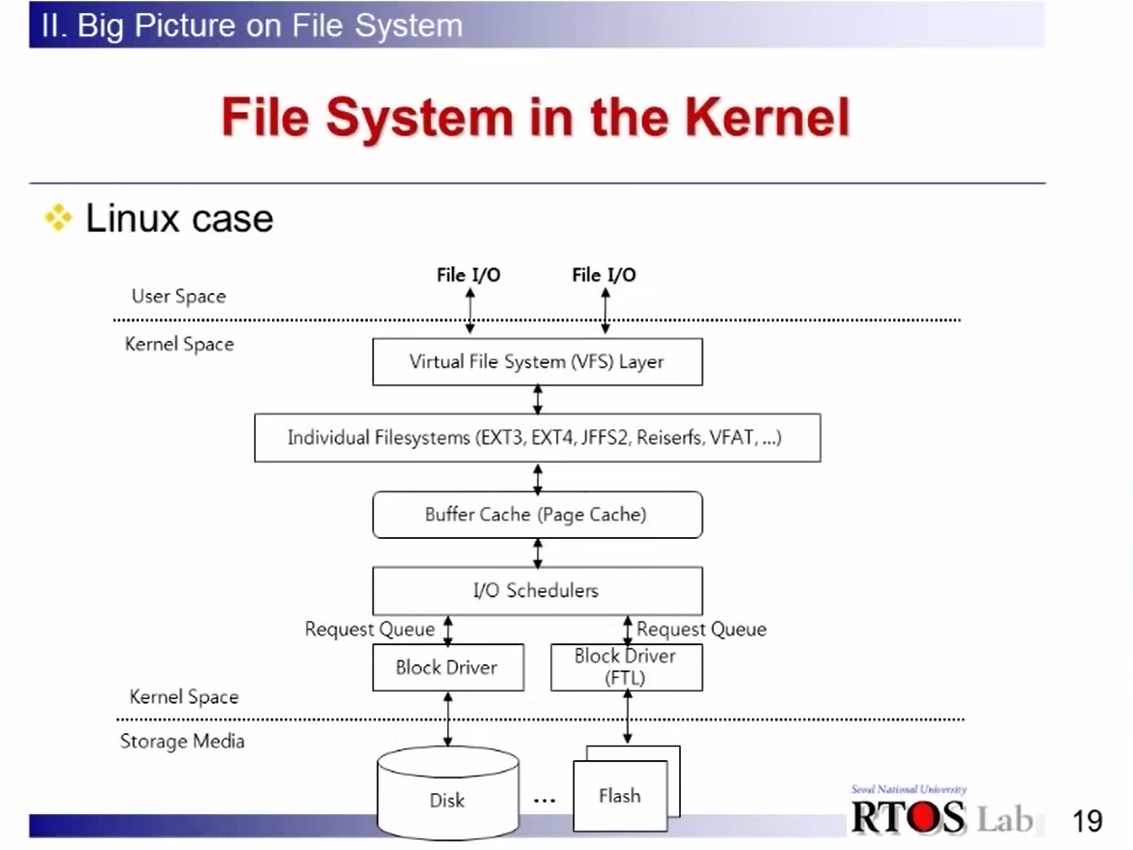 II. Big Picture on File System
File System in the Kernel
Linux case
File I/O File I/O
User Space
Kernel Space
Virtual File System (VFS) Layer
Individual Filesystems (EXT3, EXT4, JFFS2, Reiserfs, VFAT, ...)
Buffer Cache (Page Cache)
I/O Schedulers
Request Queue Request Queue
Block Driver
Block Driver
(FTL)
Kernel Space
Storage Media
Disk
...
Flash
Seoul National University
RTOS Lab
19